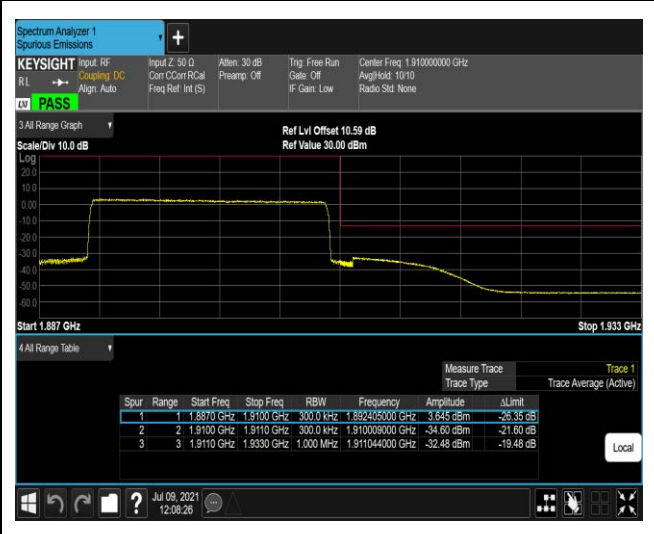 Spectrum Analyzer 1
Spurious Emissions
+
KEYSIGHT Input: RF Input Z: 50 Ω Atten: 30 dB Trig: Free Run Center Freq: 1.910000000 GHz
RL Coupling: DC Corr CCorr RCal Preamp: Off Gate: Off Avg|Hold: 10/10
Align: Auto Freq Ref: Int (S) IF Gain: Low Radio Std: None
LXI PASS
3 All Range Graph
Ref Lvl Offset 10.59 dB
Scale/Div 10.0 dB Ref Value 30.00 dBm
Log
20.0
10.0
0.00
-10.0
-20.0
-30.0
-40.0
-50.0
-60.0
Start 1.887 GHz Stop 1.933 GHz
4 All Range Table
Measure Trace Trace 1
Trace Type Trace Average (Active)
Spur Range Start Freq Stop Freq RBW Frequency Amplitude ΔLimit
1 1 1.8870 GHz 1.9100 GHz 300.0 kHz 1.892405000 GHz 3.645 dBm -26.35 dB
2 2 1.9100 GHz 1.9110 GHz 300.0 kHz 1.910009000 GHz -34.60 dBm -21.60 dB
3 3 1.9110 GHz 1.9330 GHz 1.000 MHz 1.911044000 GHz -32.48 dBm -19.48 dB
Local
? Jul 09, 2021
12:08:26